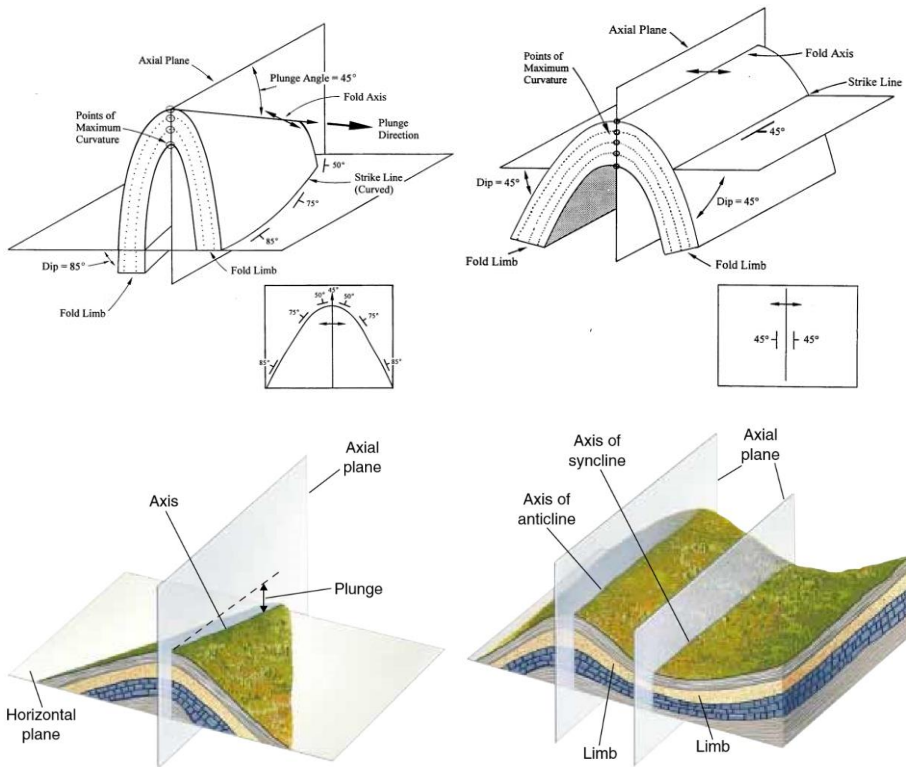 Axial Plane
Plunge Angle = 45°
Fold Axis
Points of
Maximum
Curvature
Plunge
Direction
50°
Strike Line
(Curved)
75°
85°
Dip = 85°
Fold Limb
Fold Limb
45°
50°
50°
75°
75°
85°
85°
Axial Plane
Fold Axis
Points of
Maximum
Curvature
Strike Line
45°
Dip = 45°
Dip = 45°
Fold Limb
Fold Limb
45°
45°
Axial
plane
Axis
Plunge
Horizontal
plane
Axis of
syncline
Axial
plane
Axis of
anticline
Limb
Limb